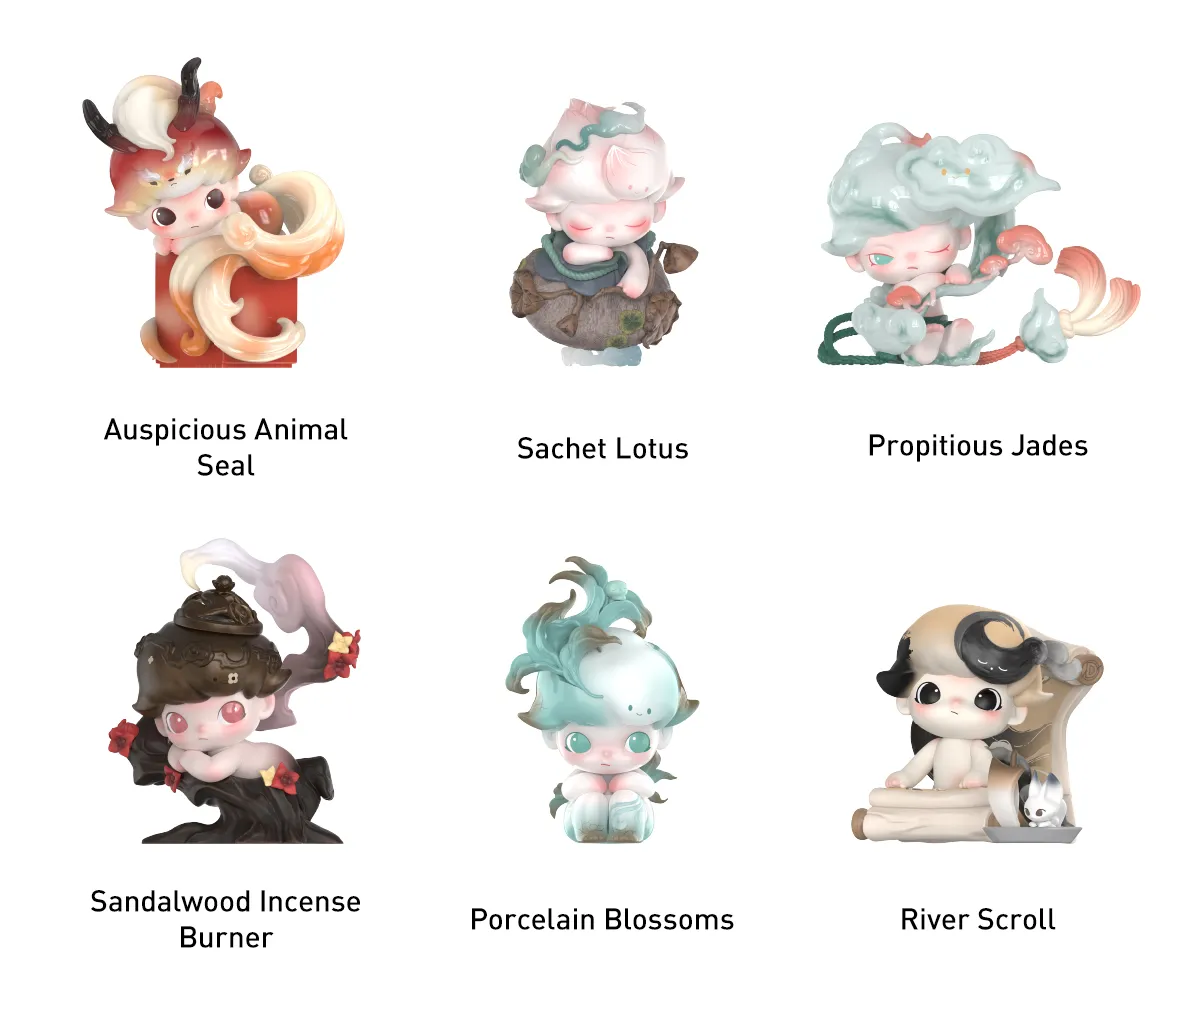 Auspicious Animal
Seal
Sachet Lotus
Propitious Jades
Sandalwood Incense
Burner
Porcelain Blossoms
River Scroll